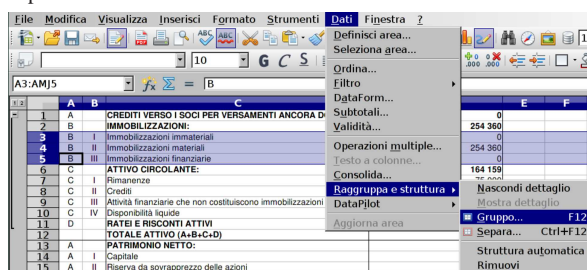 File Modifica Visualizza Inserisci Formato Strumenti Dati Finestra ?
Definisci area...
Seleziona area...
Ordina...
Filtro
DataForm...
Subtotali...
Validità...
Operazioni multiple...
Testo a colonne...
Consolida...
Raggruppa e struttura
DataPilot
Aggiorna area
Nascondi dettaglio
Mostra dettaglio
Gruppo... F12
Separa... Ctrl+F12
Struttura automatica
Rimuovi
10 G C S
A3:AMJ5 = B
1 2 A B C E F
1 A CREDITI VERSO I SOCI PER VERSAMENTI ANCORA D 0
2 B IMMOBILIZZAZIONI: 254 360
3 B I Immobilizzazioni immateriali 0
4 B II Immobilizzazioni materiali 254 360
5 B III Immobilizzazioni finanziarie 0
6 C ATTIVO CIRCOLANTE: 164 159
7 C I Rimanenze
8 C II Crediti
9 C III Attività finanziarie che non costituiscono immobilizzazioni
10 C IV Disponibilità liquide
11 D RATEI E RISCONTI ATTIVI
12 TOTALE ATTIVO (A+B+C+D)
13 A PATRIMONIO NETTO:
14 A I Capitale
15 A II Riserva da sovrapprezzo delle azioni